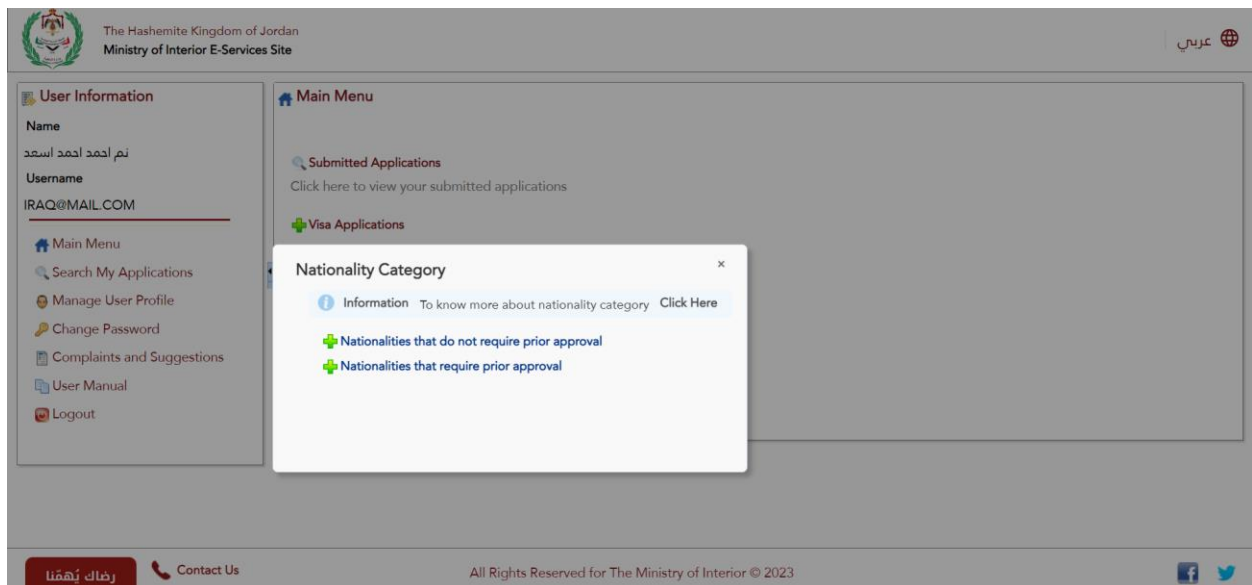 The Hashemite Kingdom of Jordan
Ministry of Interior E-Services Site
عربي
User Information
Name
نم احمد احمد اسعد
Username
IRAQ@MAIL.COM
Main Menu
Search My Applications
Manage User Profile
Change Password
Complaints and Suggestions
User Manual
Logout
Main Menu
Submitted Applications
Click here to view your submitted applications
Visa Applications
Nationality Category
×
Information To know more about nationality category Click Here
Nationalities that do not require prior approval
Nationalities that require prior approval
رضاك يُهمّنا
Contact Us
All Rights Reserved for The Ministry of Interior © 2023